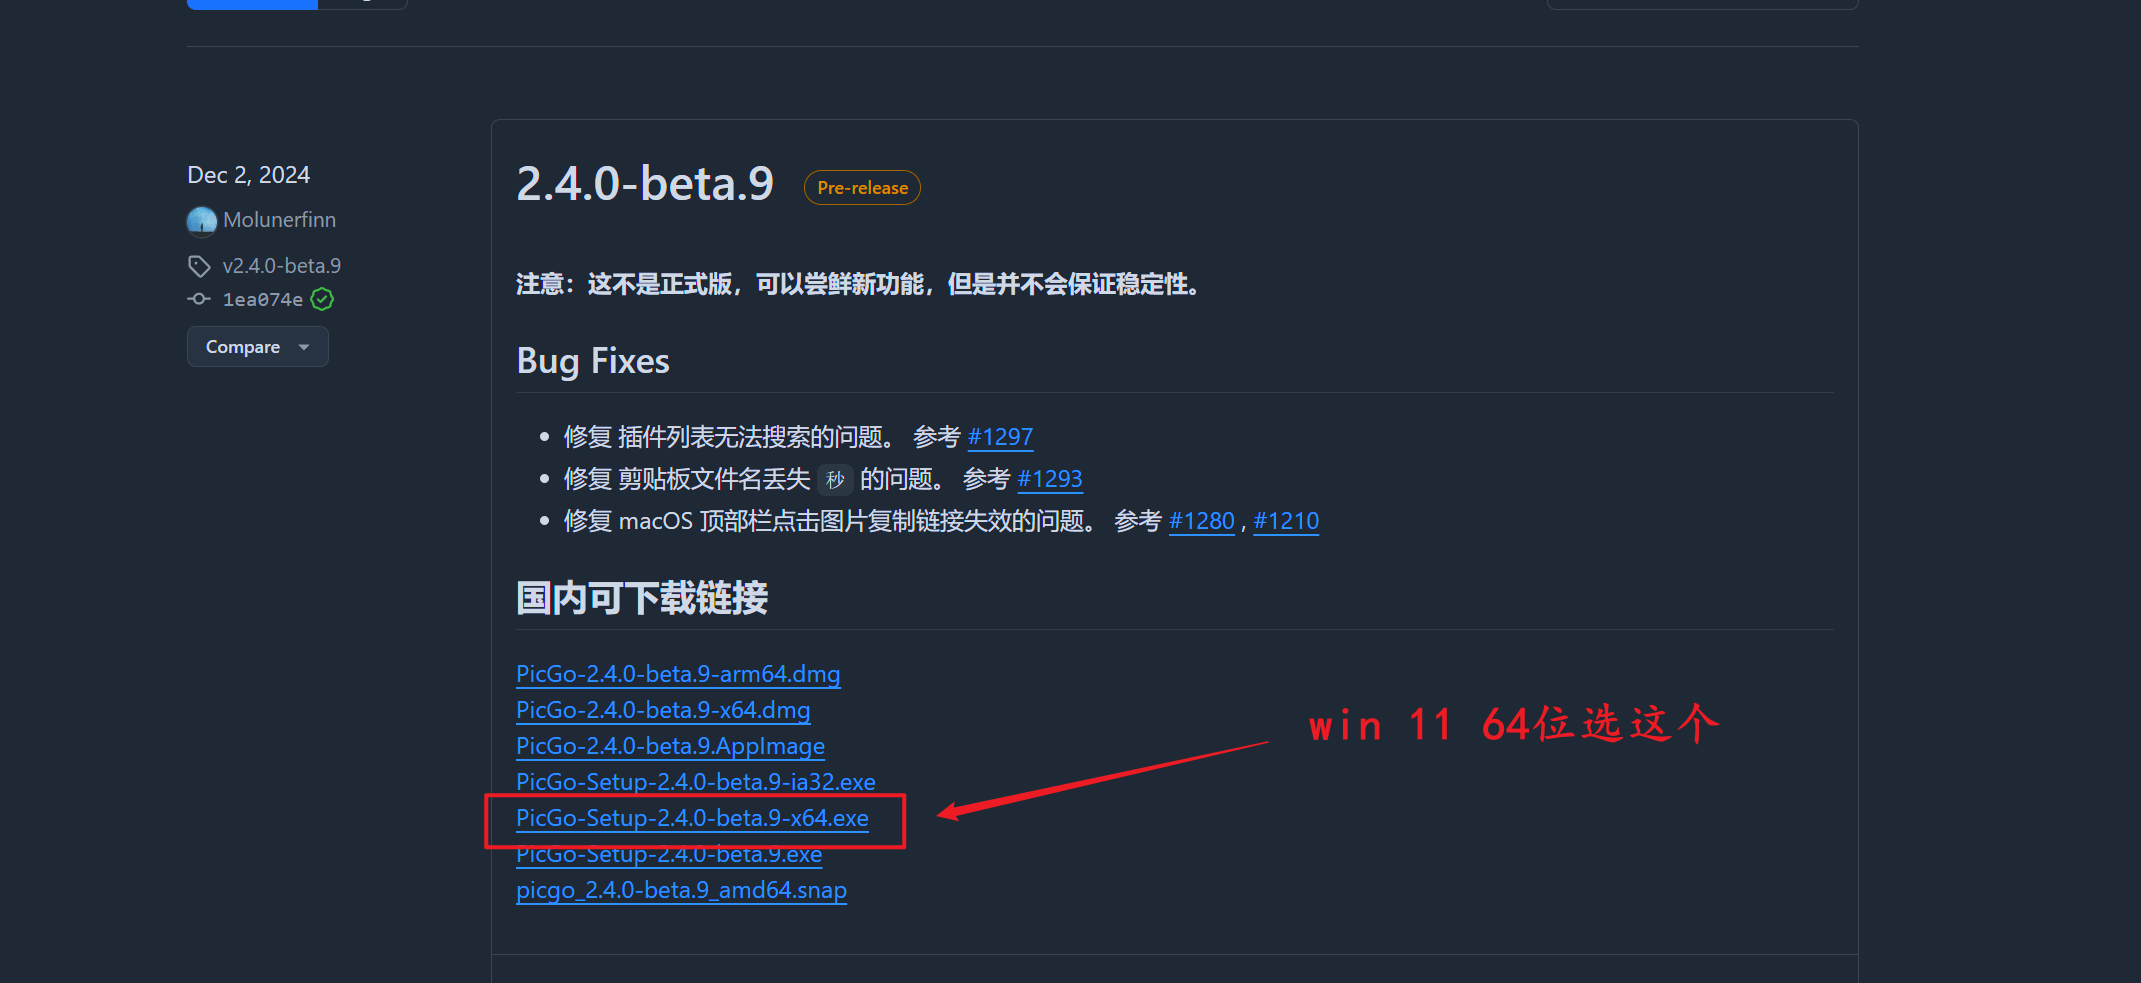 Dec 2, 2024
Molunerfinn
v2.4.0-beta.9
1ea074e
Compare
2.4.0-beta.9 Pre-release
注意：这不是正式版，可以尝鲜新功能，但是并不会保证稳定性。
Bug Fixes
修复 插件列表无法搜索的问题。 参考 #1297
修复 剪贴板文件名丢失 秒 的问题。 参考 #1293
修复 macOS 顶部栏点击图片复制链接失效的问题。 参考 #1280 , #1210
国内可下载链接
PicGo-2.4.0-beta.9-arm64.dmg
PicGo-2.4.0-beta.9-x64.dmg
PicGo-2.4.0-beta.9.AppImage
PicGo-Setup-2.4.0-beta.9-ia32.exe
PicGo-Setup-2.4.0-beta.9-x64.exe
PicGo-Setup-2.4.0-beta.9.exe
picgo_2.4.0-beta.9_amd64.snap
win 11 64位选这个